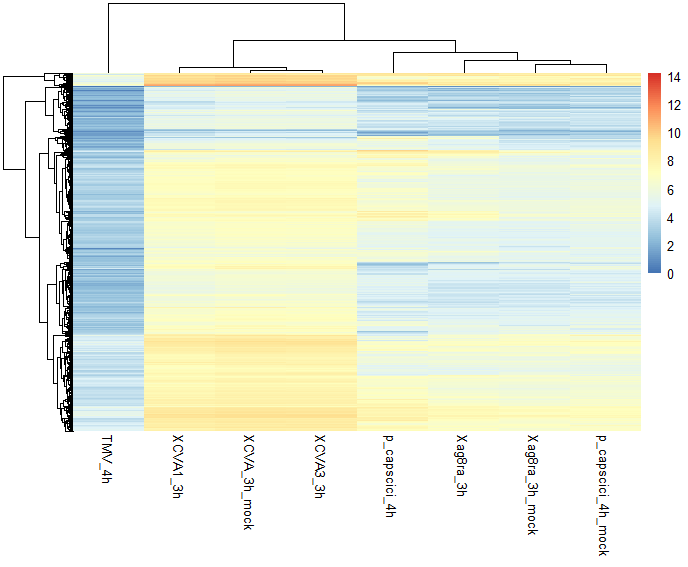 14
12
10
8
6
4
2
0
TMV_4h
XCVA1_3h
XCVA_3h_mock
XCVA3_3h
p_capscici_4h
Xag8ra_3h
Xag8ra_3h_mock
p_capscici_4h_mock